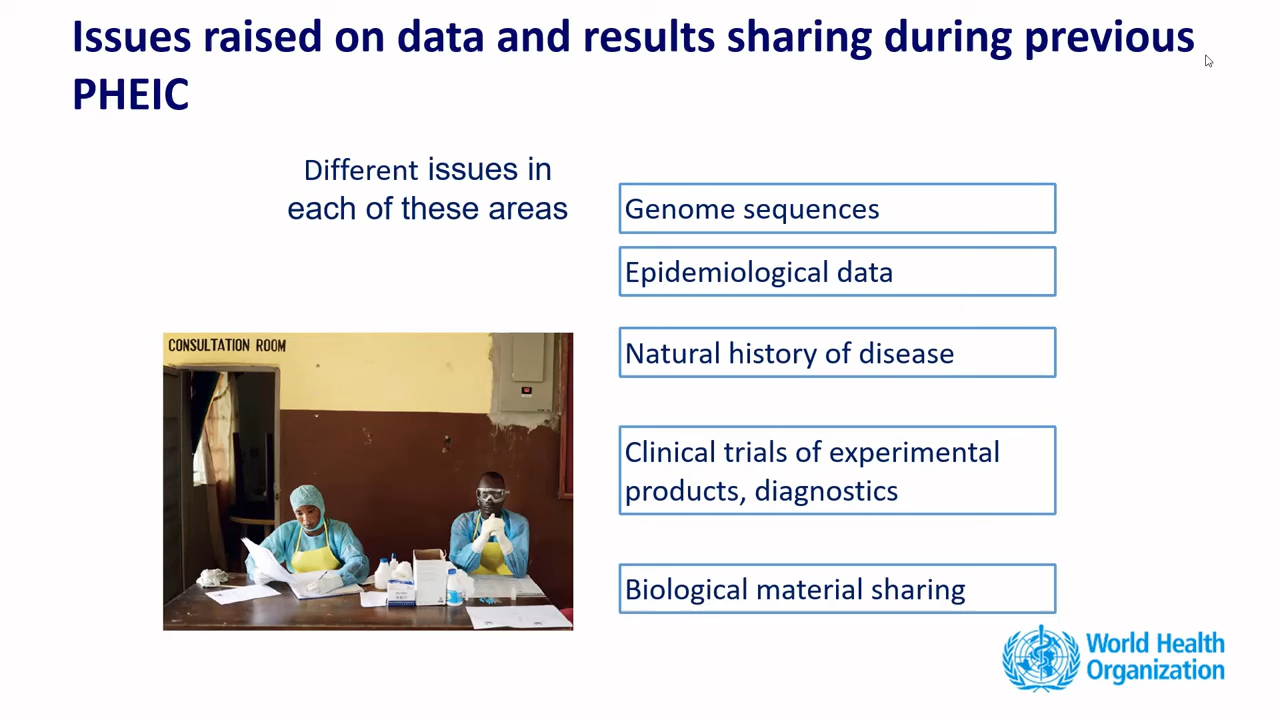 Issues raised on data and results sharing during previous
PHEIC
Different issues in
each of these areas
Genome sequences
Epidemiological data
Natural history of disease
Clinical trials of experimental
products, diagnostics
Biological material sharing
CONSULTATION ROOM
World Health
Organization